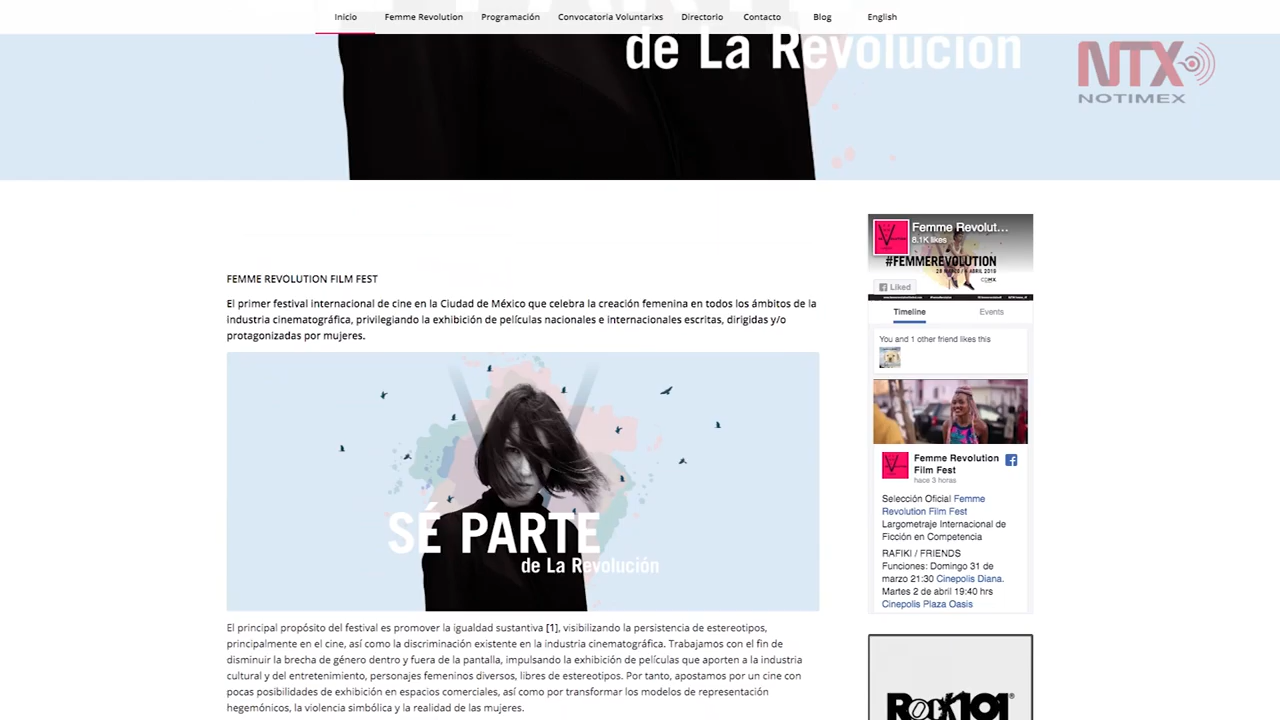 Inicio Femme Revolution Programación Convocatoria Voluntarixs Directorio Contacto Blog English
de La Revolución
NTX
NOTIMEX
FEMME REVOLUTION FILM FEST
El primer festival internacional de cine en la Ciudad de México que celebra la creación femenina en todos los ámbitos de la
industria cinematográfica, privilegiando la exhibición de películas nacionales e internacionales escritas, dirigidas y/o
protagonizadas por mujeres.
SÉ PARTE
de La Revolución
El principal propósito del festival es promover la igualdad sustantiva [1], visibilizando la persistencia de estereotipos,
principalmente en el cine, así como la discriminación existente en la industria cinematográfica. Trabajamos con el fin de
disminuir la brecha de género dentro y fuera de la pantalla, impulsando la exhibición de películas que aporten a la industria
cultural y del entretenimiento, personajes femeninos diversos, libres de estereotipos. Por tanto, apostamos por un cine con
pocas posibilidades de exhibición en espacios comerciales, así como por transformar los modelos de representación
hegemónicos, la violencia simbólica y la realidad de las mujeres.
Femme Revolut...
8.1K likes
#FEMMEREVOLUTION
CDMX
Liked
Timeline Events
You and 1 other friend likes this
Femme Revolution
Film Fest
hace 3 horas
Selección Oficial Femme
Revolution Film Fest
Largometraje Internacional de
Ficción en Competencia
RAFIKI / FRIENDS
Funciones: Domingo 31 de
marzo 21:30 Cinepolis Diana.
Martes 2 de abril 19:40 hrs
Cinepolis Plaza Oasis
ROCK101